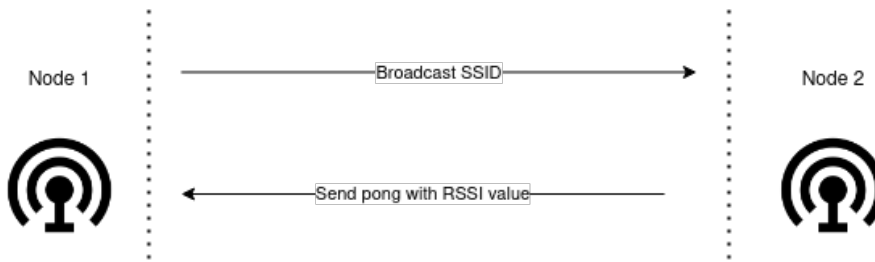 Broadcast SSID
Node 1
Node 2
Send pong with RSSI value